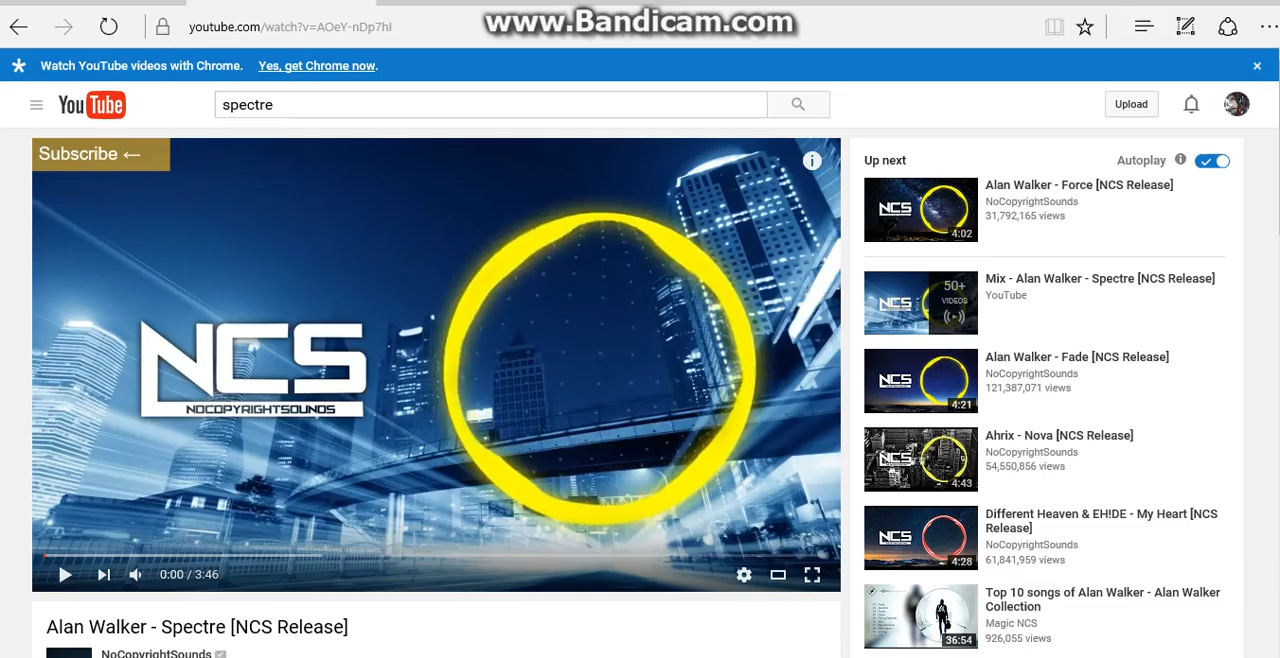 www.Bandicam.com
youtube.com/watch?v=AOeY-nDp7hI
Watch YouTube videos with Chrome. Yes, get Chrome now.
YouTube
spectre
Upload
Subscribe ←
NCS
NOCOPYRIGHTSOUNDS
0:00 / 3:46
Alan Walker - Spectre [NCS Release]
NoCopyrightSounds
Up next
Autoplay
NCS
4:02
Alan Walker - Force [NCS Release]
NoCopyrightSounds
31,792,165 views
NCS
50+
VIDEOS
Mix - Alan Walker - Spectre [NCS Release]
YouTube
NCS
4:21
Alan Walker - Fade [NCS Release]
NoCopyrightSounds
121,387,071 views
NCS
4:43
Ahrix - Nova [NCS Release]
NoCopyrightSounds
54,550,856 views
NCS
4:28
Different Heaven & EH!DE - My Heart [NCS
Release]
NoCopyrightSounds
61,841,959 views
36:54
Top 10 songs of Alan Walker - Alan Walker
Collection
Magic NCS
926,055 views